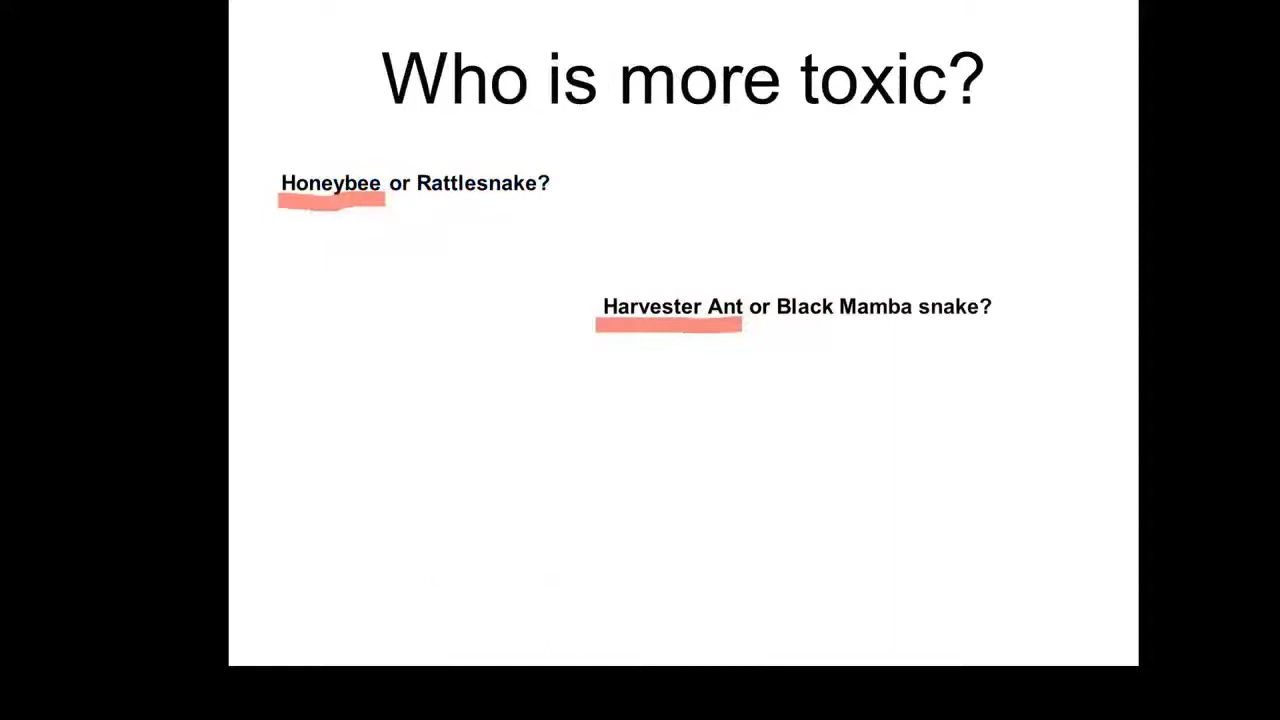 Who is more toxic?
Honeybee or Rattlesnake?
Harvester Ant or Black Mamba snake?